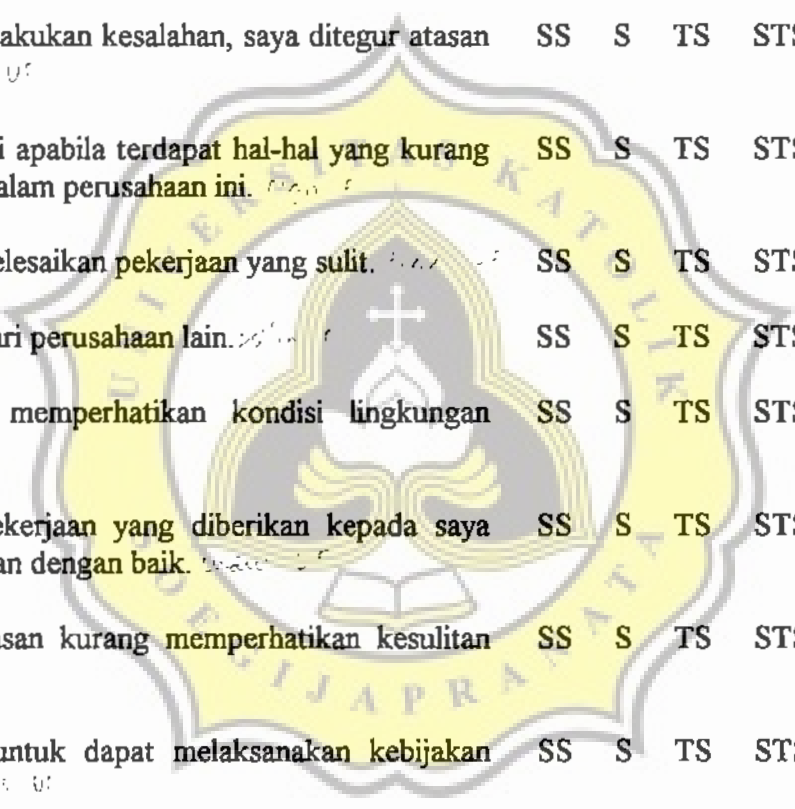 akukan kesalahan, saya ditegur atasan SS S TS STS
i apabila terdapat hal-hal yang kurang SS S TS STS
alam perusahaan ini.
elesaikan pekerjaan yang sulit. SS S TS STS
ri perusahaan lain. SS S TS STS
memperhatikan kondisi lingkungan SS S TS STS
ekerjaan yang diberikan kepada saya SS S TS STS
an dengan baik.
asan kurang memperhatikan kesulitan SS S TS STS
untuk dapat melaksanakan kebijakan SS S TS STS
UNIVERSITAS KATOLIK
SOEGIJAPRANATA